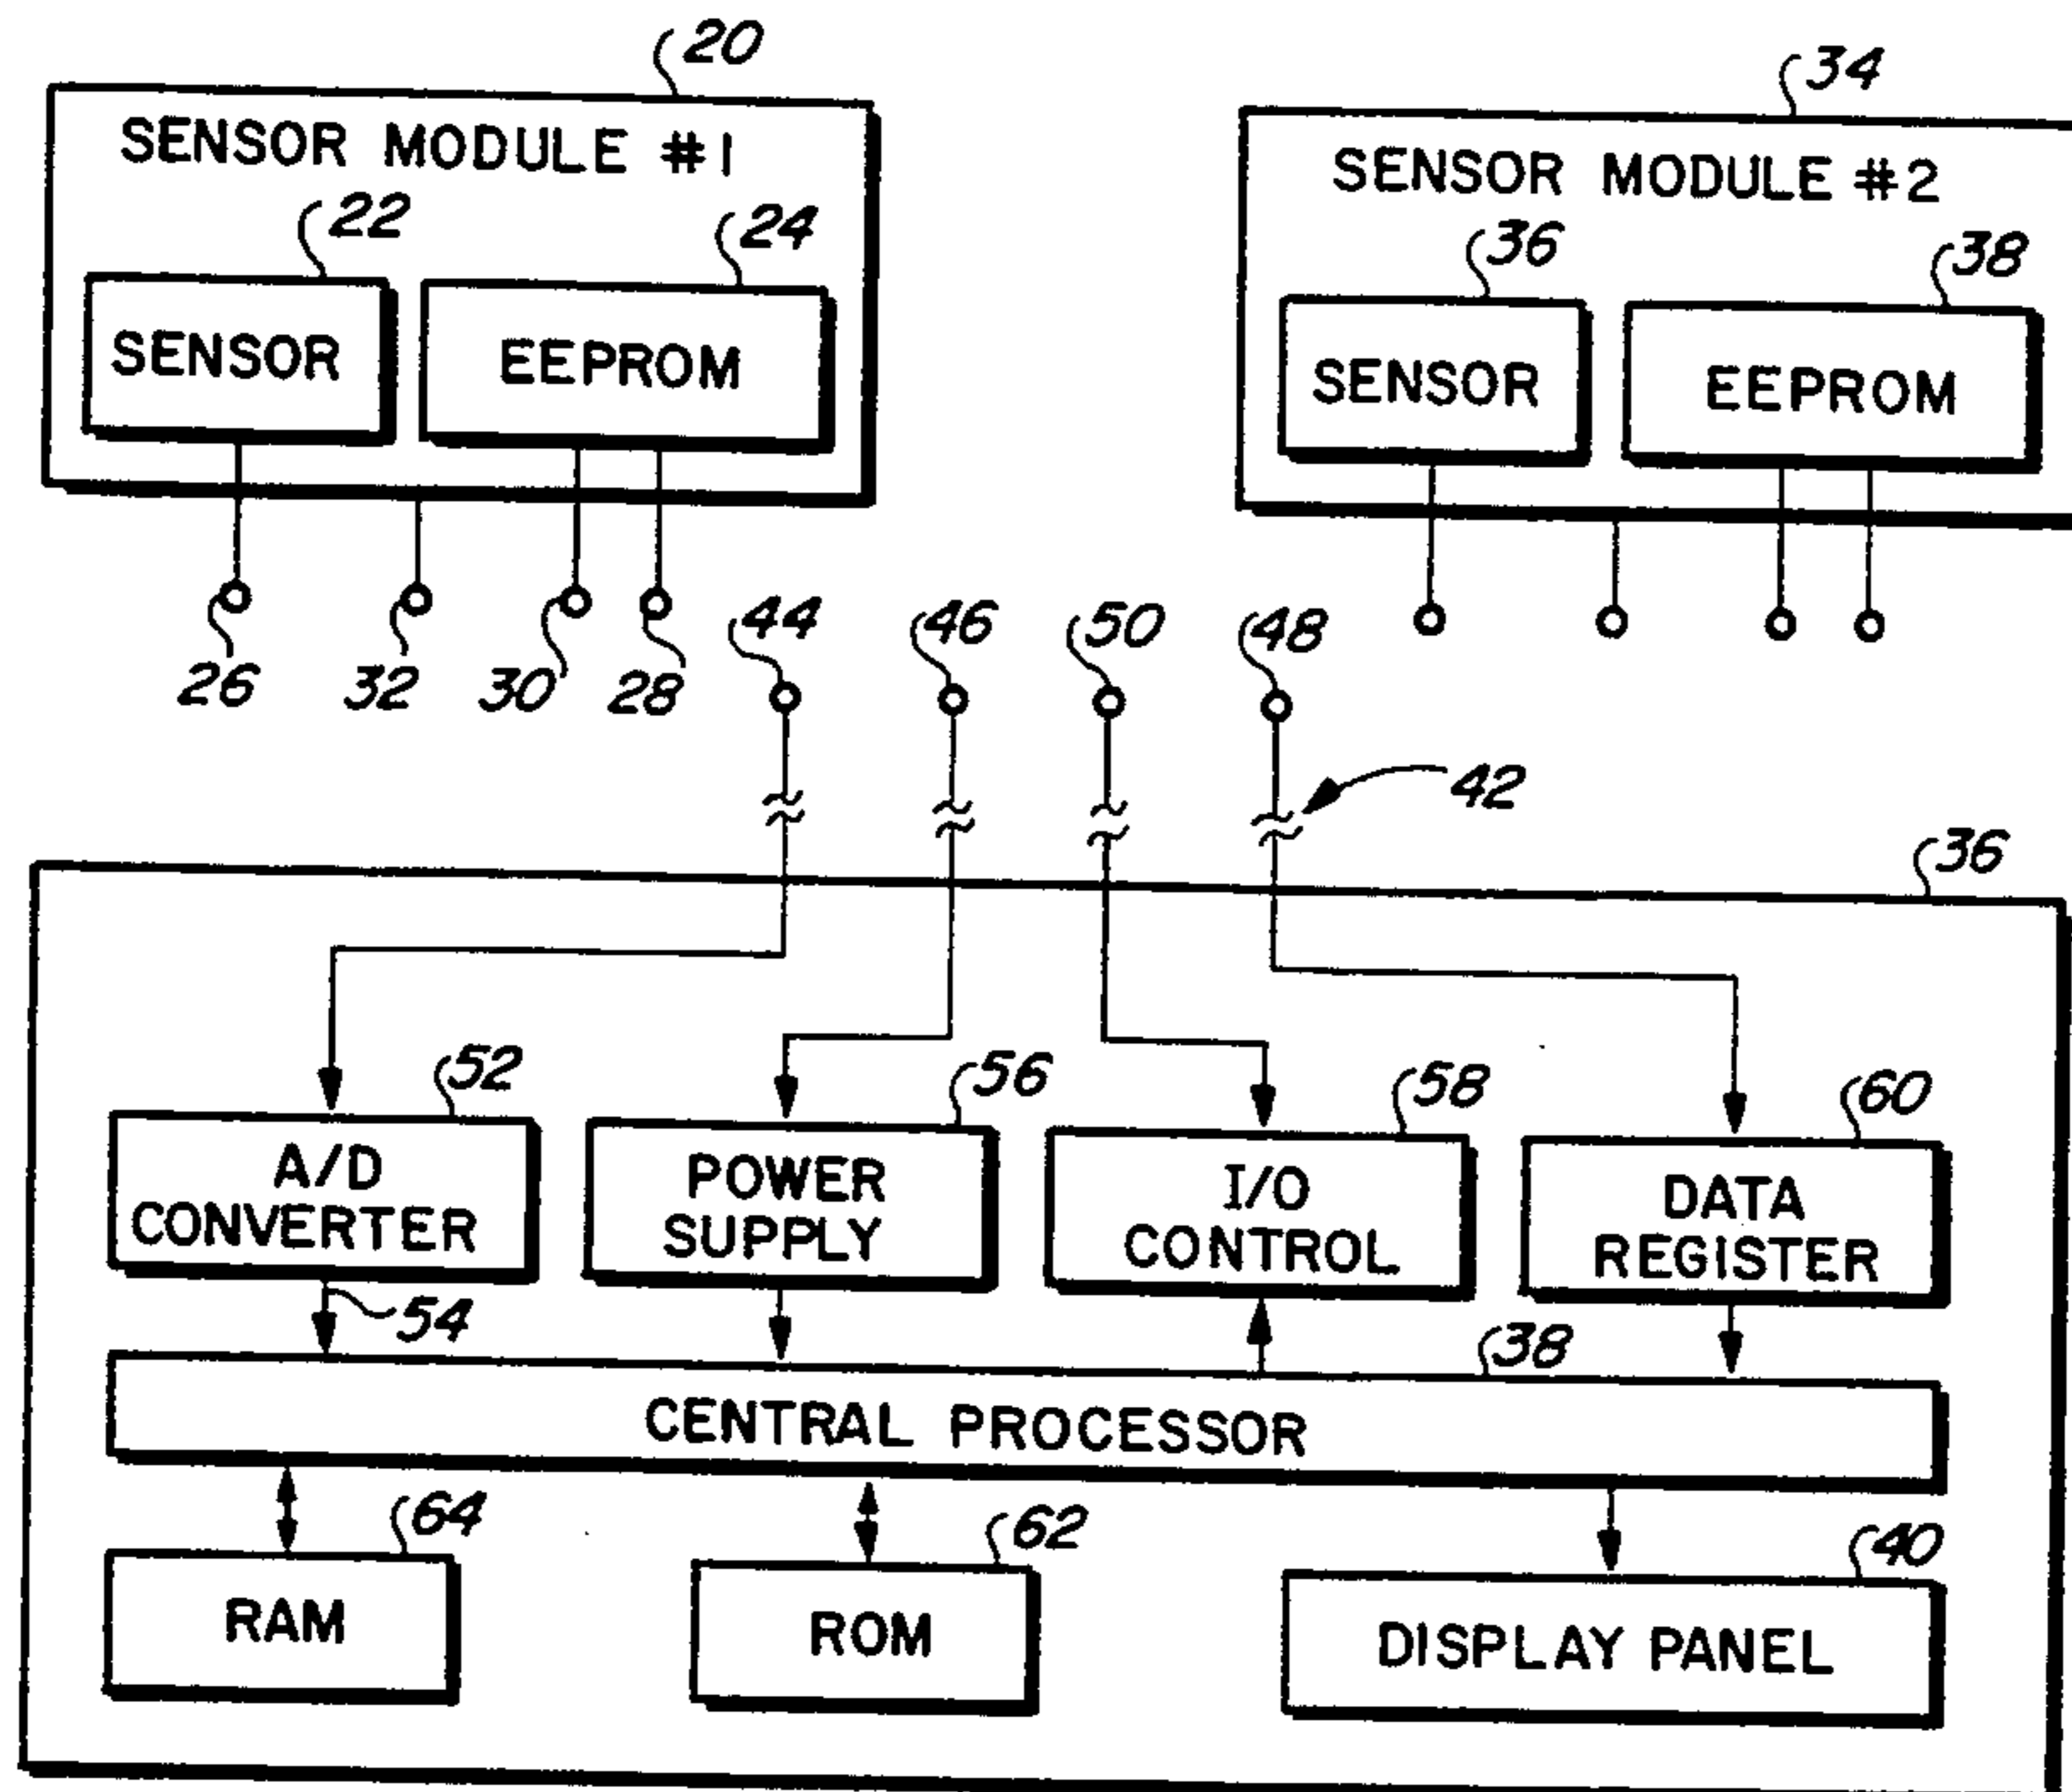 20
34
SENSOR MODULE #1
SENSOR MODULE #2
22
24
36
38
SENSOR
EEPROM
SENSOR
EEPROM
26
32
30
28
44
46
50
48
42
36
52
56
58
60
A/D
CONVERTER
POWER
SUPPLY
I/O
CONTROL
DATA
REGISTER
54
38
CENTRAL PROCESSOR
64
62
40
RAM
ROM
DISPLAY PANEL